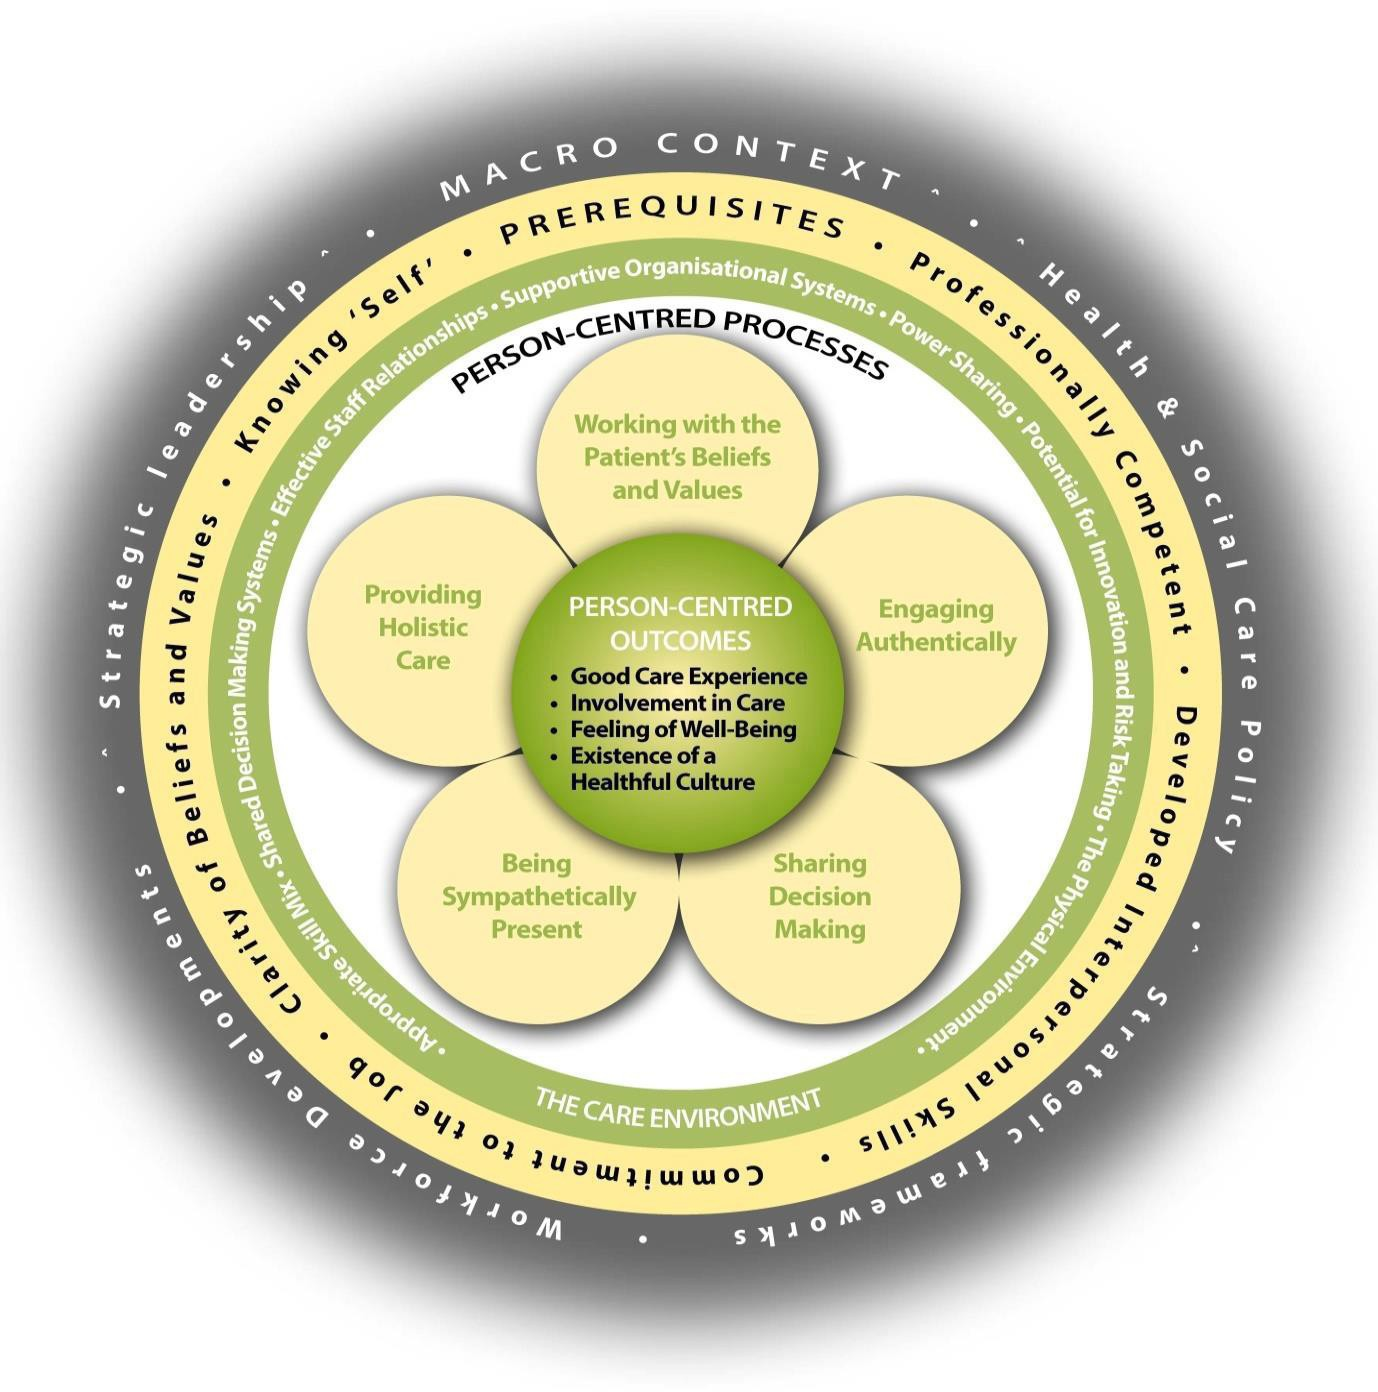 MACRO CONTEXT ˆ • ˆ Health & Social Care Policy • ˆ Strategic frameworks • Workforce Developments • ˆ Strategic leadership ˆ •
PREREQUISITES • Professionally Competent • Developed Interpersonal Skills • Commitment to the Job • Clarity of Beliefs and Values • Knowing ‘Self’ •
• Appropriate Skill Mix • Shared Decision Making Systems • Effective Staff Relationships • Supportive Organisational Systems • Power Sharing • Potential for Innovation and Risk Taking • The Physical Environment •
THE CARE ENVIRONMENT
PERSON-CENTRED PROCESSES
Working with the
Patient’s Beliefs
and Values
Engaging
Authentically
Sharing
Decision
Making
Being
Sympathetically
Present
Providing
Holistic
Care
PERSON-CENTRED
OUTCOMES
• Good Care Experience
• Involvement in Care
• Feeling of Well-Being
• Existence of a
Healthful Culture